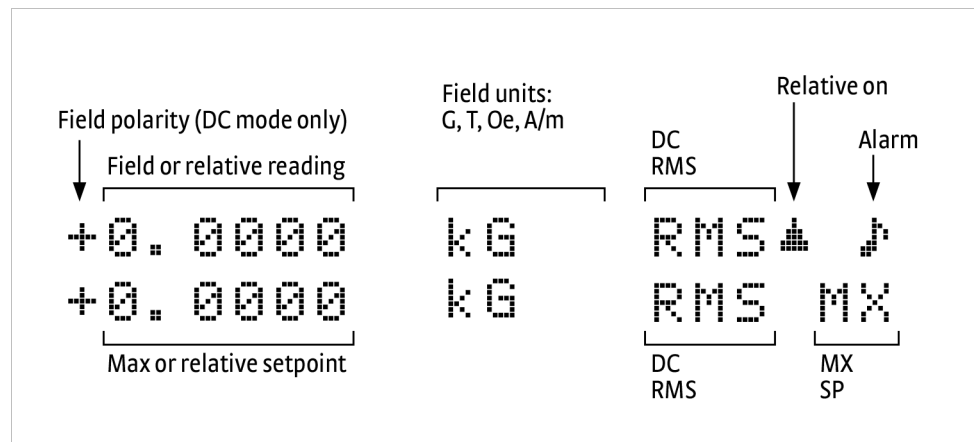 Field polarity (DC mode only)
Field or relative reading
Field units:
G, T, Oe, A/m
DC
RMS
Relative on
Alarm
+0.0000 kG RMS▲ ♪
+0.0000 kG RMS MX
Max or relative setpoint
DC
RMS
MX
SP